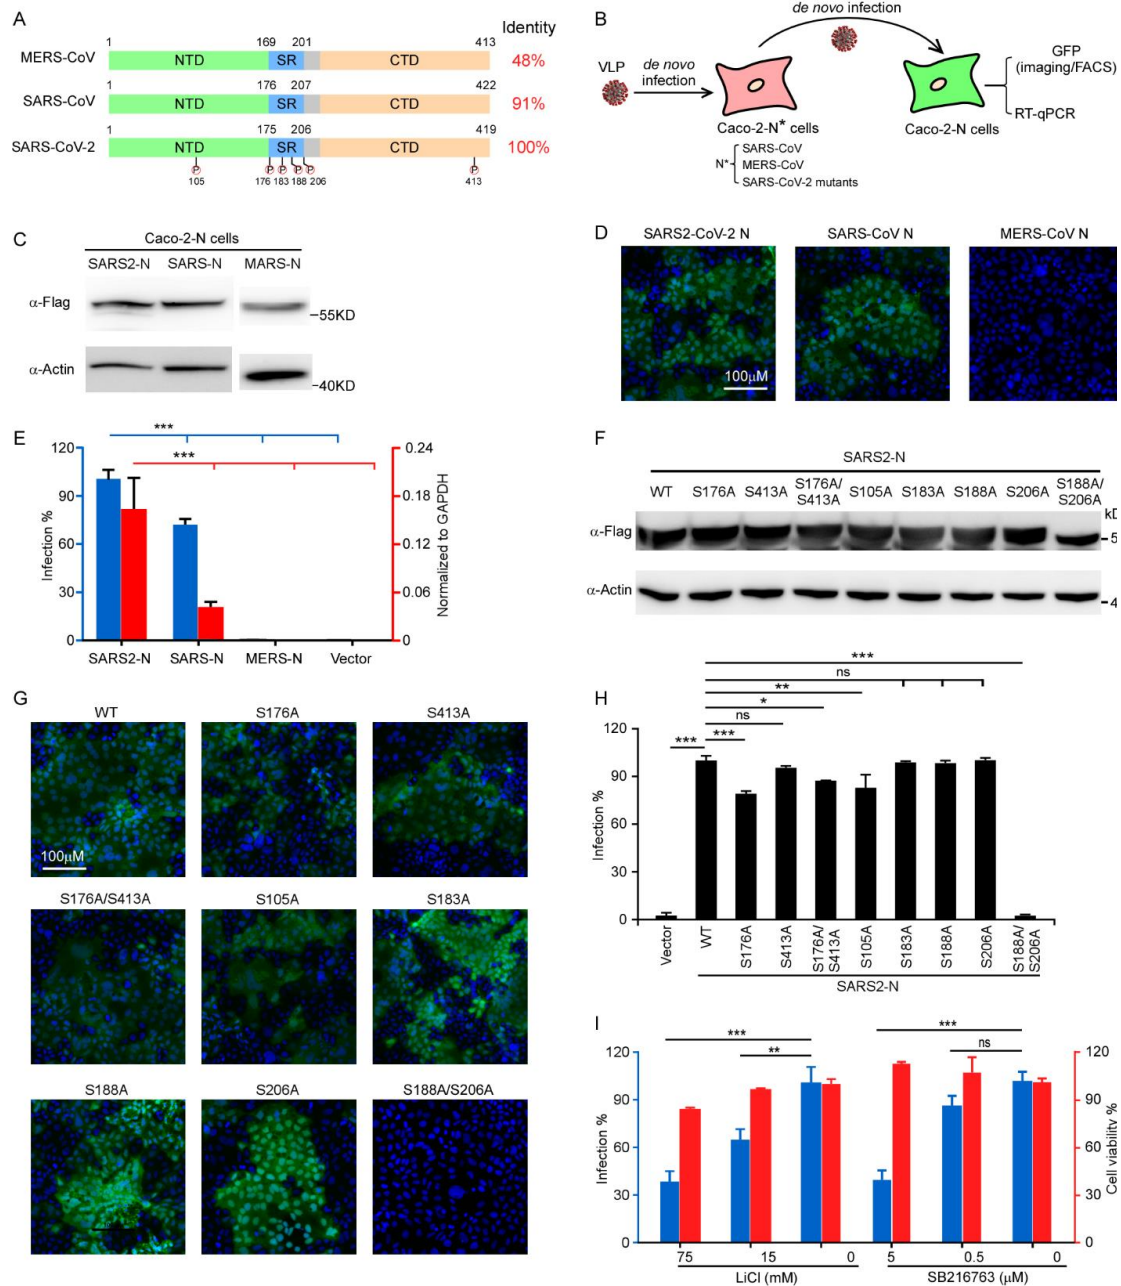 A
Identity
1 169 201 413
MERS-CoV NTD SR CTD 48%
1 176 207 422
SARS-CoV NTD SR CTD 91%
1 175 206 419
SARS-CoV-2 NTD SR CTD 100%
P P P P P P
105 176 183 188 206 413
B
de novo infection
VLP de novo
infection
GFP
(imaging/FACS)
RT-qPCR
Caco-2-N* cells
Caco-2-N cells
N*
SARS-CoV
MERS-CoV
SARS-CoV-2 mutants
C
Caco-2-N cells
SARS2-N SARS-N MARS-N
α-Flag
55KD
α-Actin
40KD
D
SARS2-CoV-2 N SARS-CoV N MERS-CoV N
100μM
E
***
***
120 0.24
90 0.18
60 0.12
30 0.06
0 0
Infection %
Normalized to GAPDH
SARS2-N SARS-N MERS-N Vector
F
SARS2-N
WT S176A S413A S176A/ S413A S105A S183A S188A S206A S188A/ S206A
α-Flag
5
α-Actin
4
G
WT S176A S413A
100μM
S176A/S413A S105A S183A
S188A S206A S188A/S206A
H
***
ns
**
*
ns
*** ***
120
90
60
30
0
Infection %
Vector WT S176A S413A S176A/ S413A S105A S183A S188A S206A S188A/ S206A
SARS2-N
I
*** ***
** ns
120 120
90 90
60 60
30 30
0 0
Infection %
Cell viability %
75 15 0 5 0.5 0
LiCl (mM) SB216763 (μM)